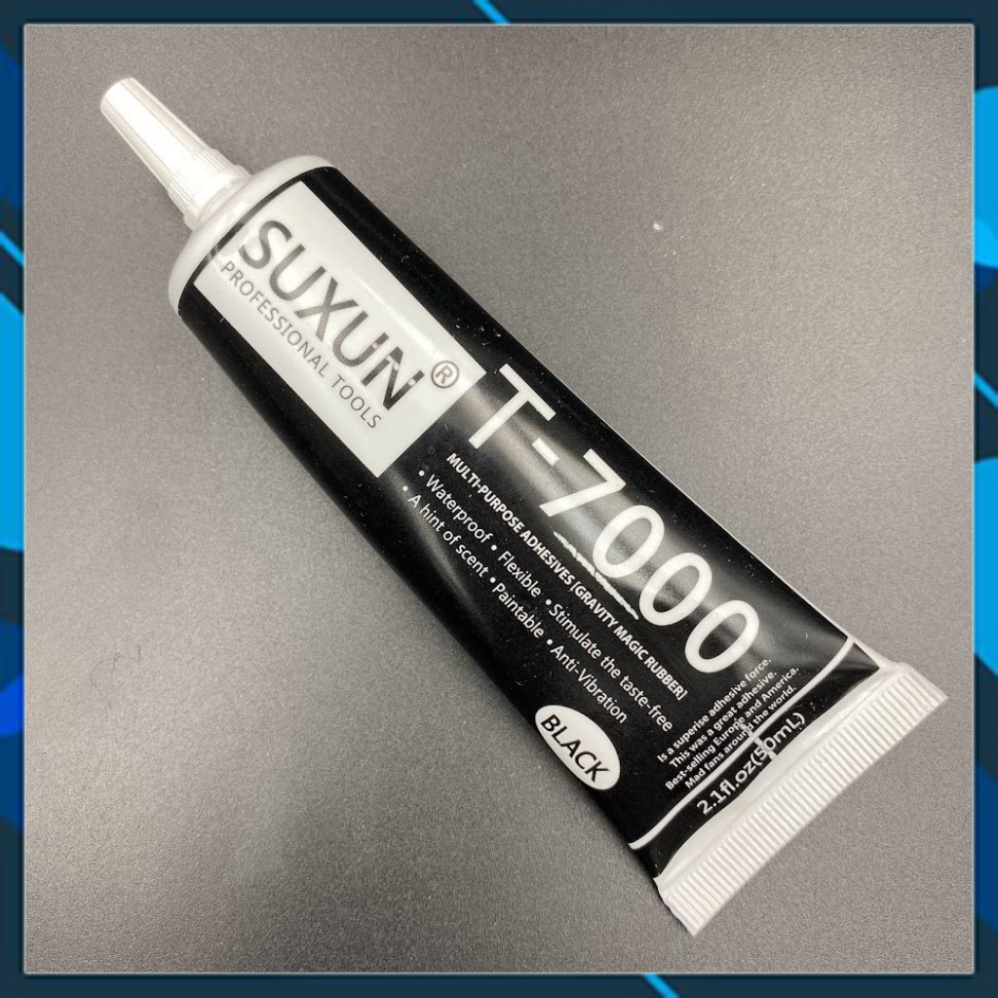 SUXUN®
PROFESSIONAL TOOLS
T-7000
MULTI-PURPOSE ADHESIVES [GRAVITY MAGIC RUBBER]
• Waterproof • Flexible • Stimulate the taste-free
• A hint of scent • Paintable • Anti-Vibration
BLACK
Is a superise adhesive force.
This was a great adhesive.
Best-selling Europe and America.
Mad fans around the world.
2.1fl.oz(50mL)